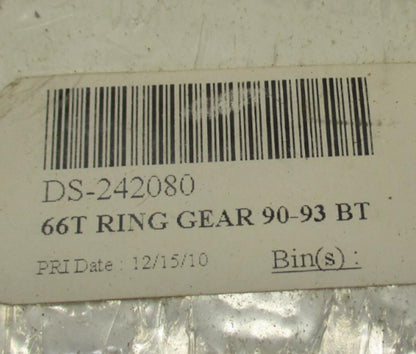 DS-242080
66T RING GEAR 90-93 BT
PRI Date : 12/15/10 Bin(s) :